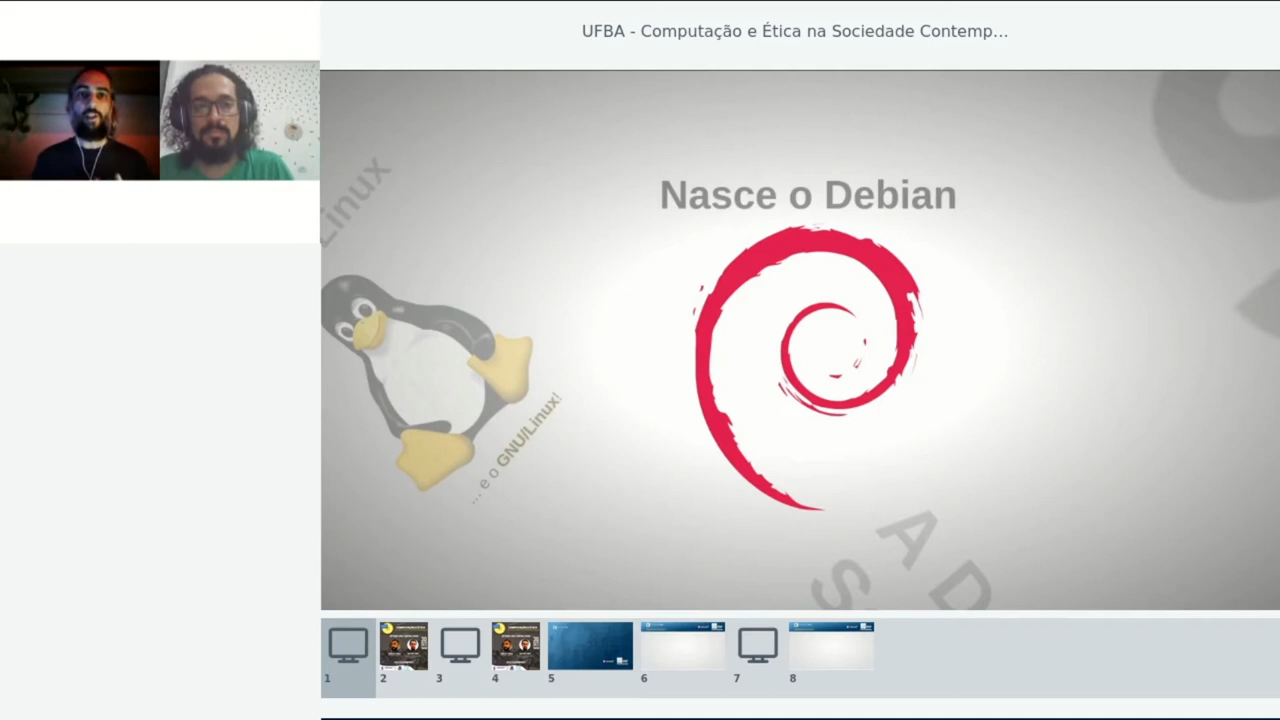 UFBA - Computação e Ética na Sociedade Contemp...
Linux
Nasce o Debian
... e o GNU/Linux!
A D
S
1
2
3
4
5
6
7
8